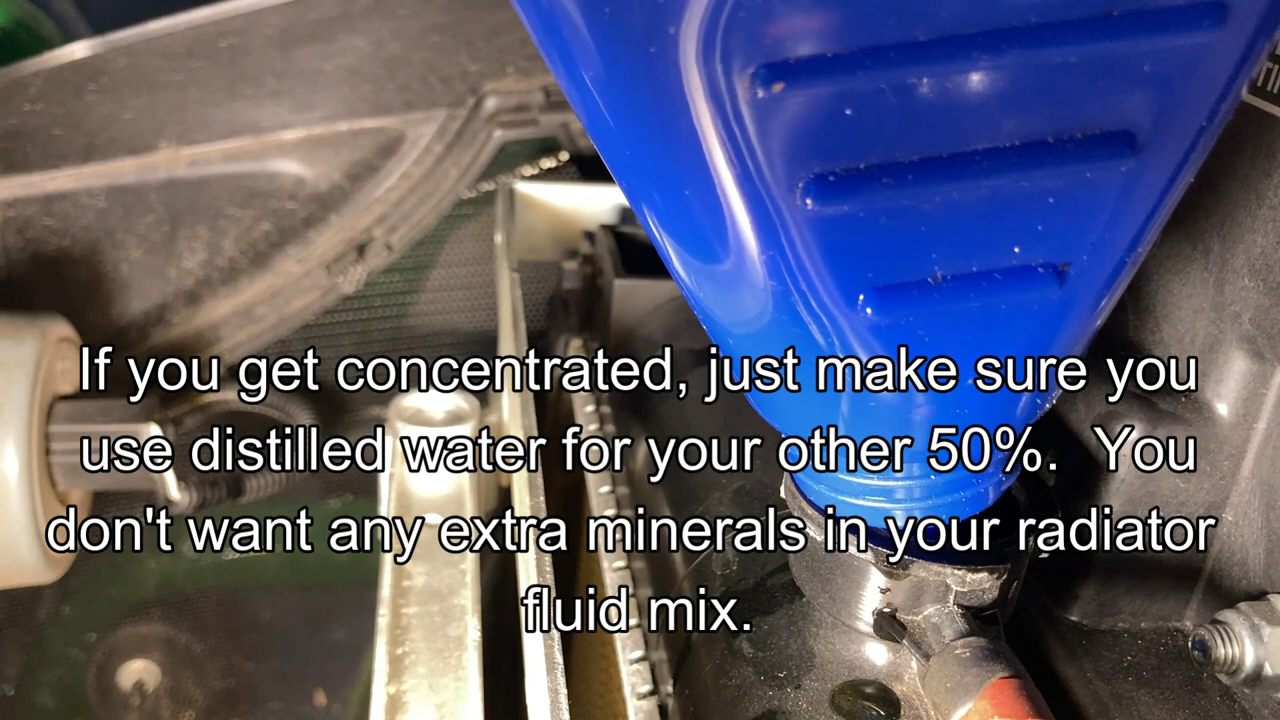 If you get concentrated, just make sure you
use distilled water for your other 50%.  You
don't want any extra minerals in your radiator
fluid mix.